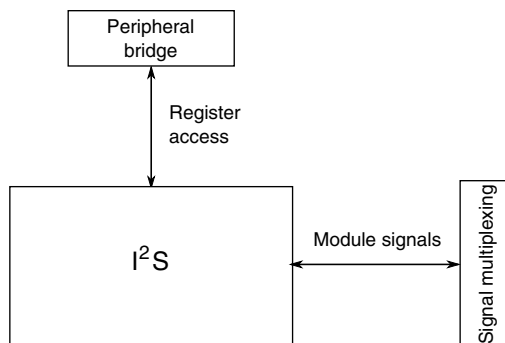 Peripheral
bridge
Register
access
I²S
Module signals
Signal multiplexing